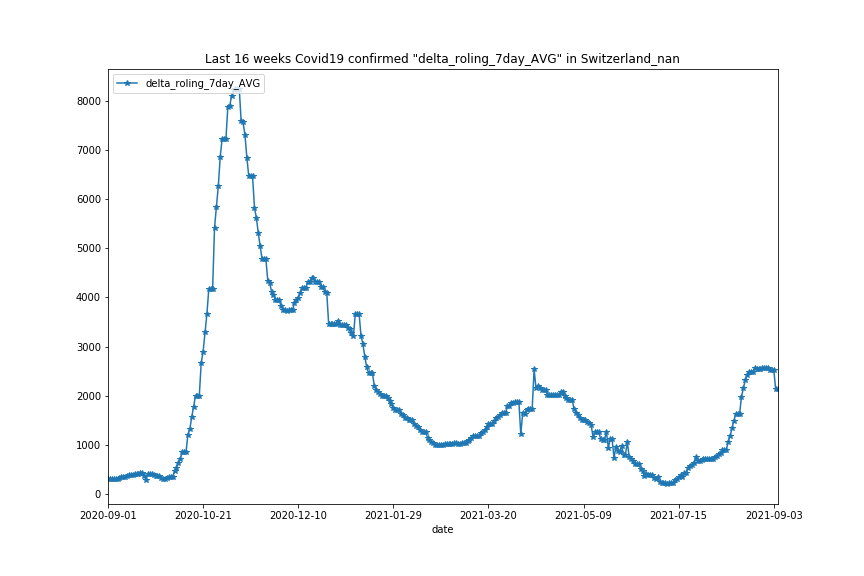 Last 16 weeks Covid19 confirmed "delta_roling_7day_AVG" in Switzerland_nan
delta_roling_7day_AVG
8000
7000
6000
5000
4000
3000
2000
1000
0
2020-09-01 2020-10-21 2020-12-10 2021-01-29 2021-03-20 2021-05-09 2021-07-15 2021-09-03
date